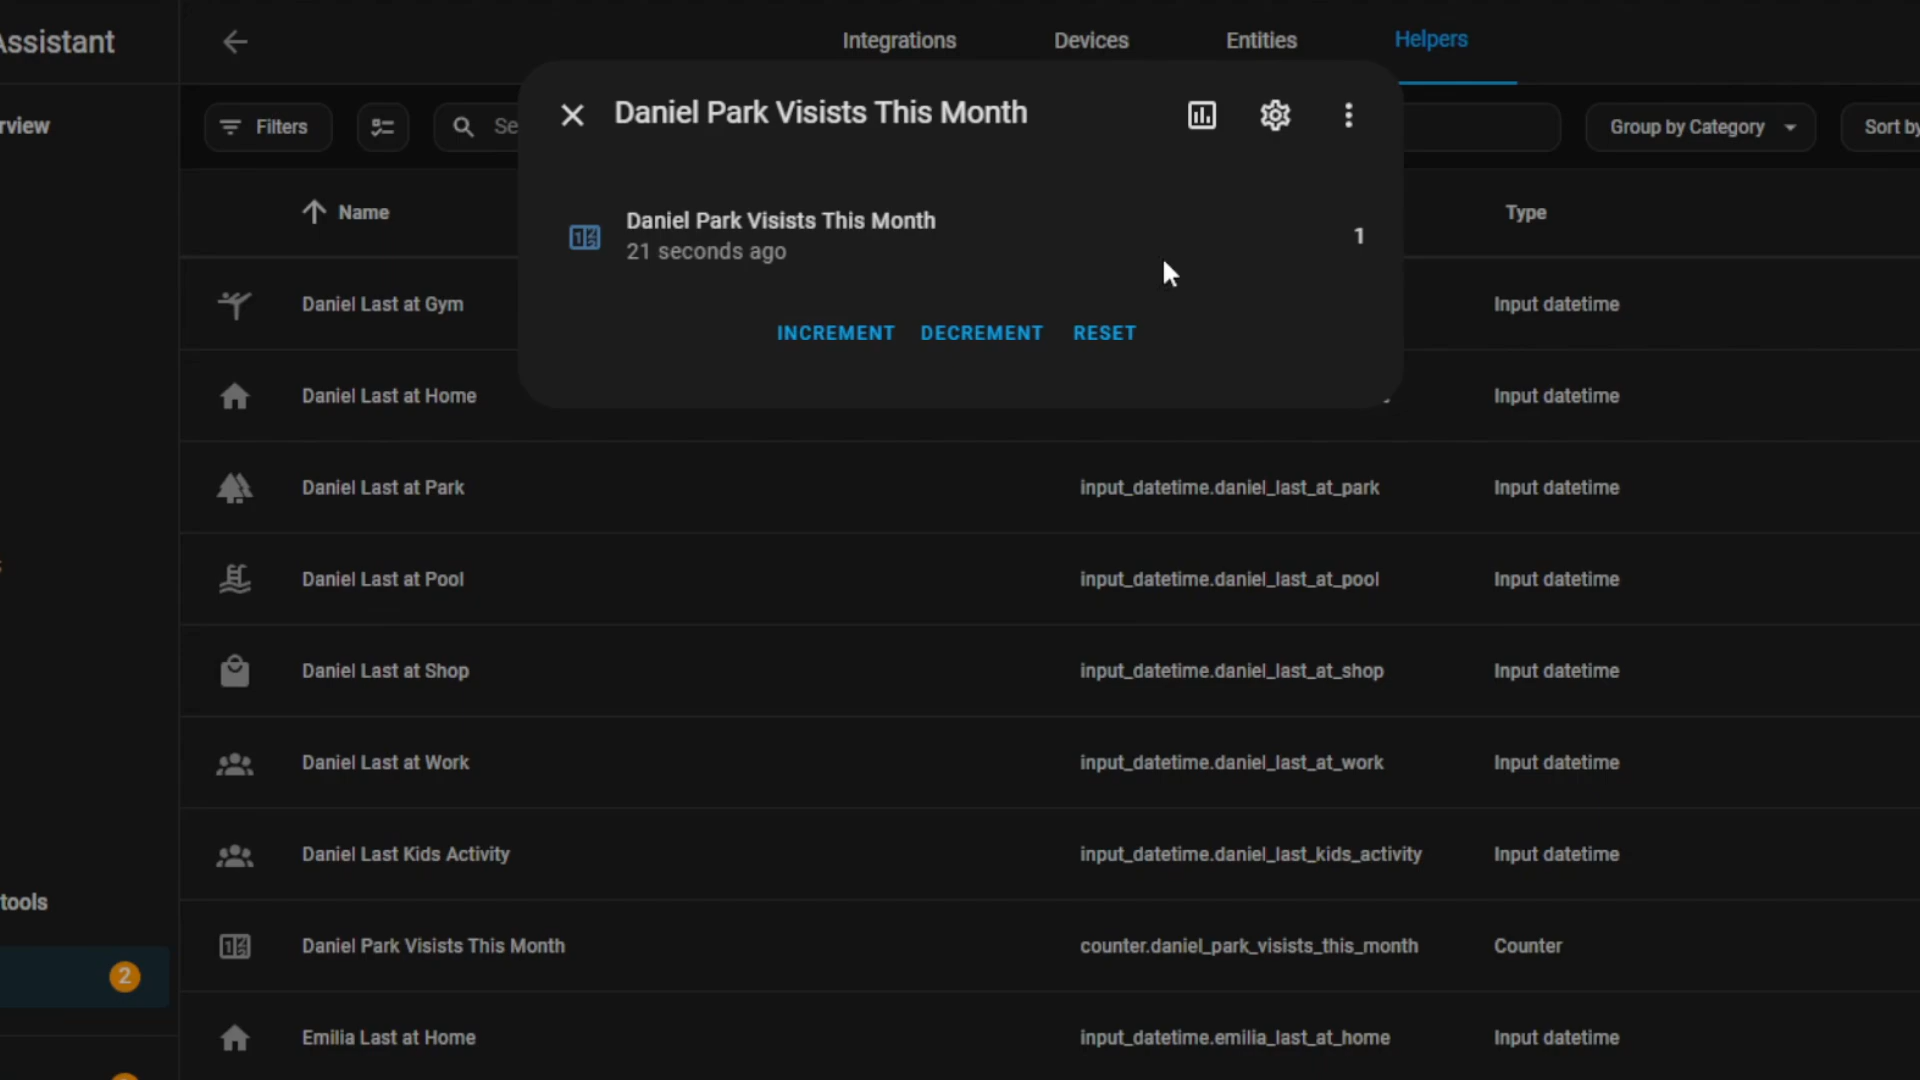 Assistant
Integrations Devices Entities Helpers
rview
Filters
Se
Daniel Park Visists This Month
Group by Category
Sort by
Name
Type
Daniel Park Visists This Month
21 seconds ago
1
INCREMENT DECREMENT RESET
Daniel Last at Gym Input datetime
Daniel Last at Home Input datetime
Daniel Last at Park input_datetime.daniel_last_at_park Input datetime
Daniel Last at Pool input_datetime.daniel_last_at_pool Input datetime
Daniel Last at Shop input_datetime.daniel_last_at_shop Input datetime
Daniel Last at Work input_datetime.daniel_last_at_work Input datetime
Daniel Last Kids Activity input_datetime.daniel_last_kids_activity Input datetime
tools
Daniel Park Visists This Month counter.daniel_park_visists_this_month Counter
2
Emilia Last at Home input_datetime.emilia_last_at_home Input datetime